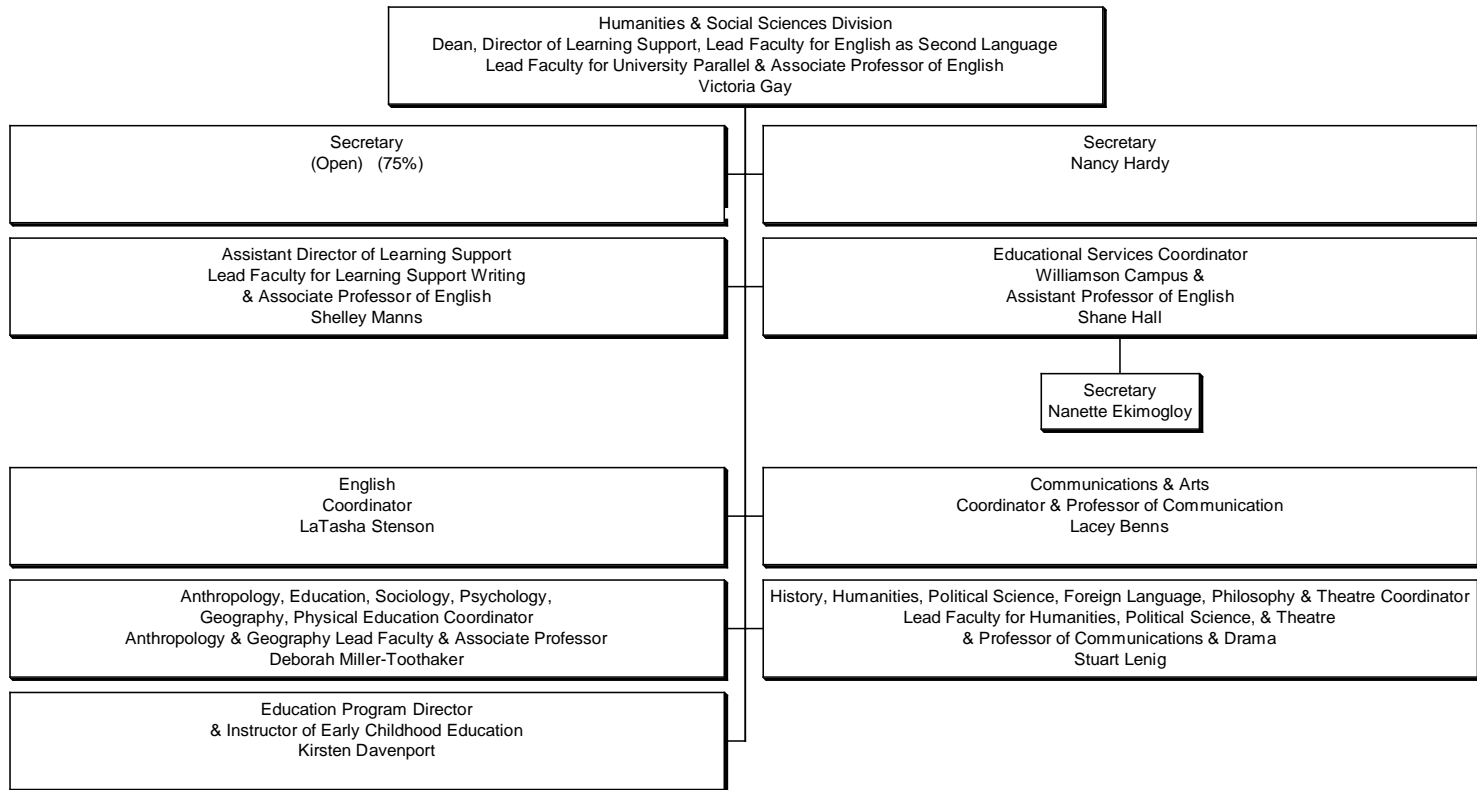 Humanities & Social Sciences Division
Dean, Director of Learning Support, Lead Faculty for English as Second Language
Lead Faculty for University Parallel & Associate Professor of English
Victoria Gay
Secretary
(Open) (75%)
Secretary
Nancy Hardy
Assistant Director of Learning Support
Lead Faculty for Learning Support Writing
& Associate Professor of English
Shelley Manns
Educational Services Coordinator
Williamson Campus &
Assistant Professor of English
Shane Hall
Secretary
Nanette Ekimogloy
English
Coordinator
LaTasha Stenson
Communications & Arts
Coordinator & Professor of Communication
Lacey Benns
Anthropology, Education, Sociology, Psychology,
Geography, Physical Education Coordinator
Anthropology & Geography Lead Faculty & Associate Professor
Deborah Miller-Toothaker
History, Humanities, Political Science, Foreign Language, Philosophy & Theatre Coordinator
Lead Faculty for Humanities, Political Science, & Theatre
& Professor of Communications & Drama
Stuart Lenig
Education Program Director
& Instructor of Early Childhood Education
Kirsten Davenport